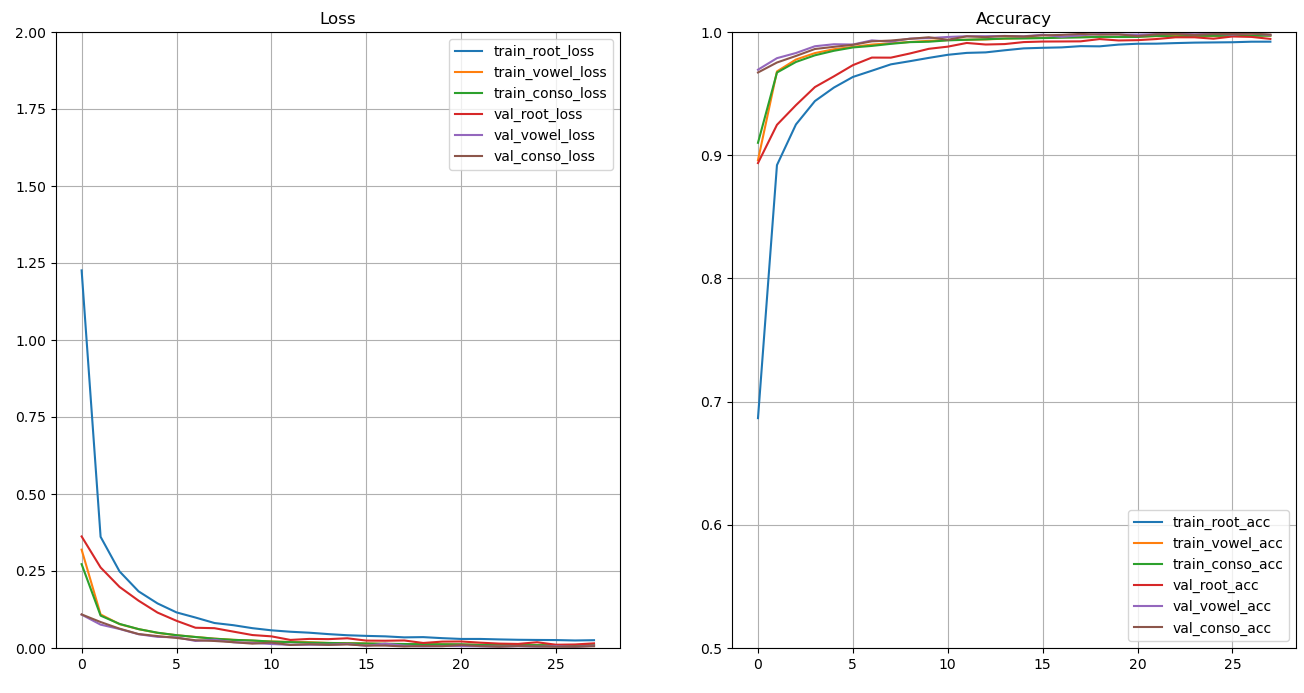 Loss
2.00
1.75
1.50
1.25
1.00
0.75
0.50
0.25
0.00
0 5 10 15 20 25
train_root_loss
train_vowel_loss
train_conso_loss
val_root_loss
val_vowel_loss
val_conso_loss
Accuracy
1.0
0.9
0.8
0.7
0.6
0.5
0 5 10 15 20 25
train_root_acc
train_vowel_acc
train_conso_acc
val_root_acc
val_vowel_acc
val_conso_acc